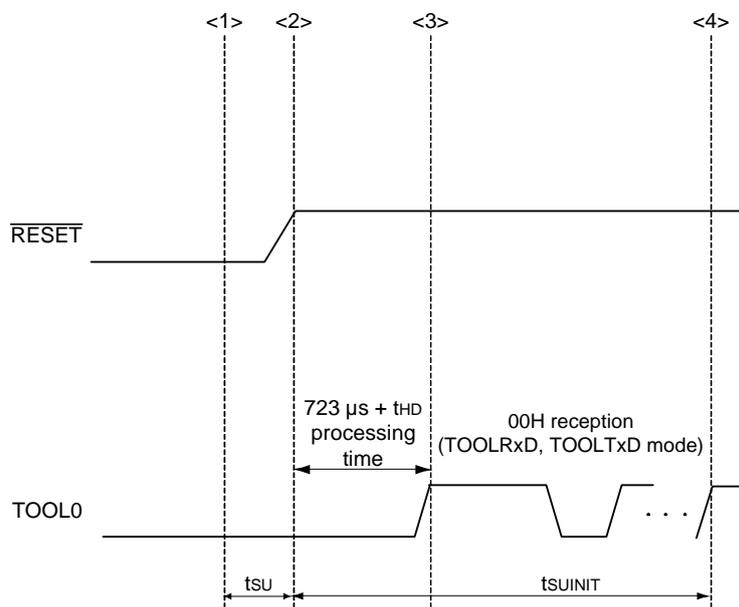 <1> <2> <3> <4>
RESET
723 µs + tHD
processing
time
00H reception
(TOOLRxD, TOOLTxD mode)
TOOL0
. . .
tSU tSUINIT